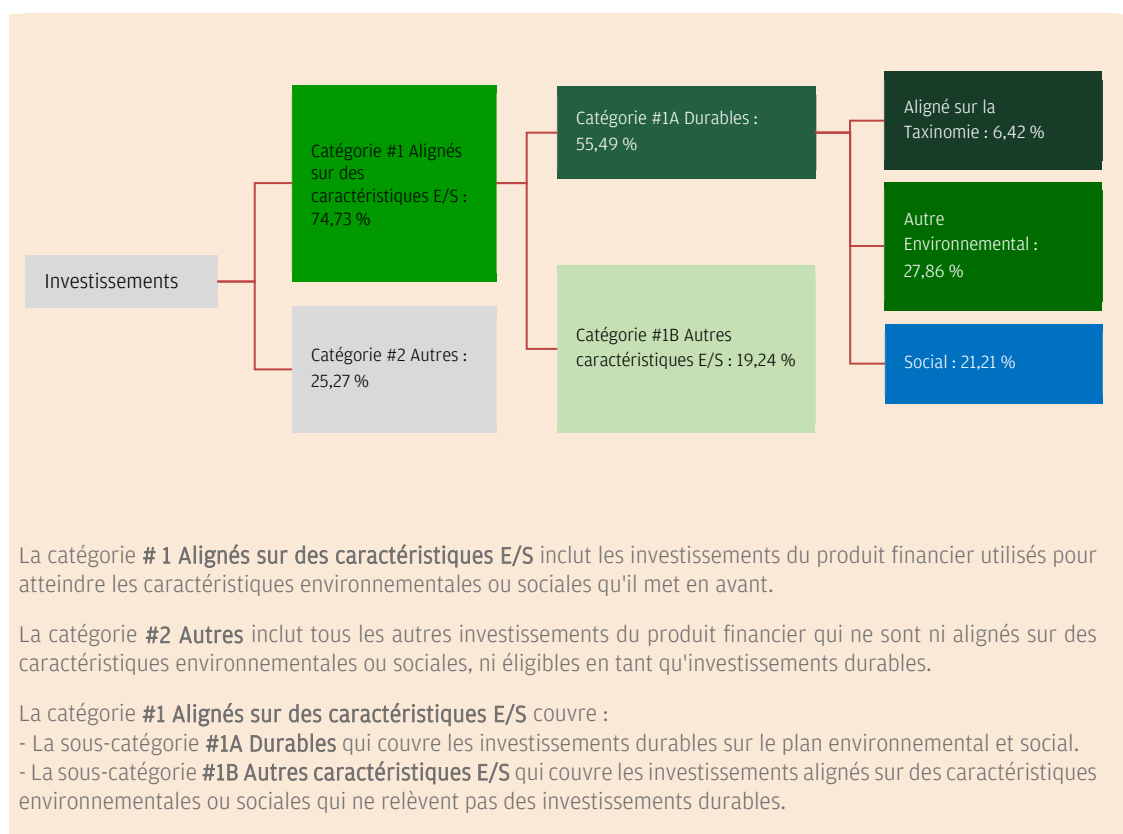 Investissements
Catégorie #1 Alignés
sur des
caractéristiques E/S :
74,73 %
Catégorie #2 Autres :
25,27 %
Catégorie #1A Durables :
55,49 %
Catégorie #1B Autres
caractéristiques E/S : 19,24 %
Aligné sur la
Taxinomie : 6,42 %
Autre
Environnemental :
27,86 %
Social : 21,21 %
La catégorie # 1 Alignés sur des caractéristiques E/S inclut les investissements du produit financier utilisés pour
atteindre les caractéristiques environnementales ou sociales qu'il met en avant.
La catégorie #2 Autres inclut tous les autres investissements du produit financier qui ne sont ni alignés sur des
caractéristiques environnementales ou sociales, ni éligibles en tant qu'investissements durables.
La catégorie #1 Alignés sur des caractéristiques E/S couvre :
- La sous-catégorie #1A Durables qui couvre les investissements durables sur le plan environnemental et social.
- La sous-catégorie #1B Autres caractéristiques E/S qui couvre les investissements alignés sur des caractéristiques
environnementales ou sociales qui ne relèvent pas des investissements durables.